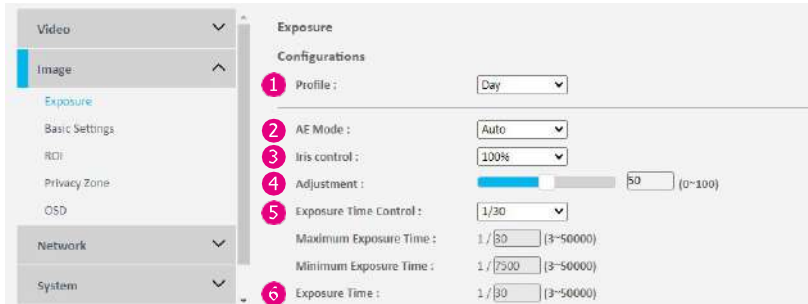 Video
Image
Exposure
Basic Settings
ROI
Privacy Zone
OSD
Network
System
Exposure
Configurations
1 Profile : Day
2 AE Mode : Auto
3 Iris control : 100%
4 Adjustment : 50 (0~100)
5 Exposure Time Control : 1/30
Maximum Exposure Time : 1 / 30 (3~50000)
Minimum Exposure Time : 1 / 7500 (3~50000)
6 Exposure Time : 1 / 30 (3~50000)